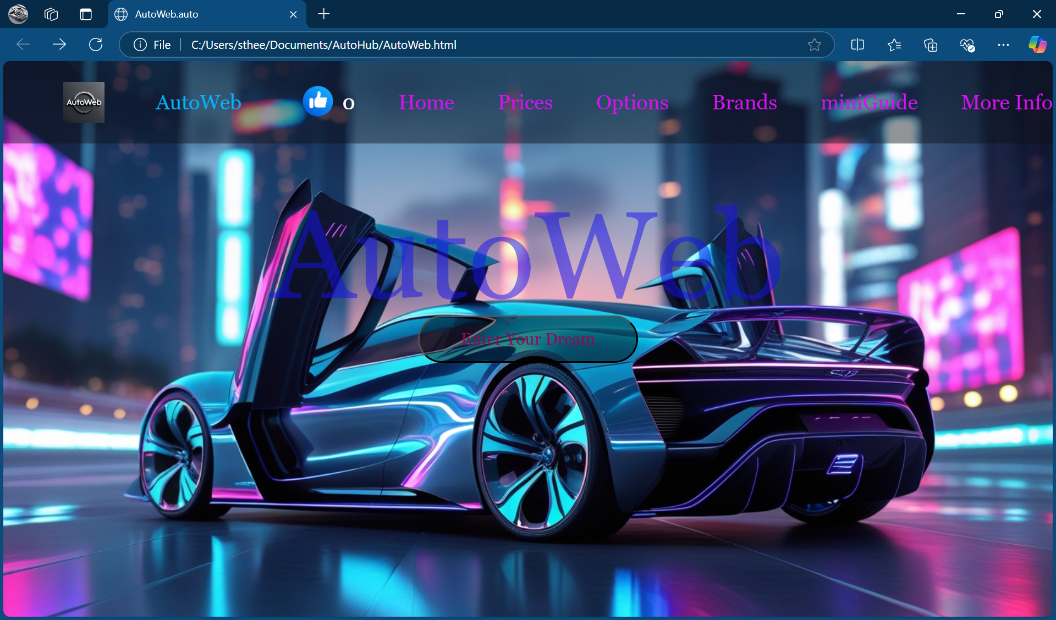 AutoWeb.auto
File C:/Users/sthee/Documents/AutoHub/AutoWeb.html
AutoWeb AutoWeb 0 Home Prices Options Brands miniGuide More Info
AutoWeb
Enter Your Dream